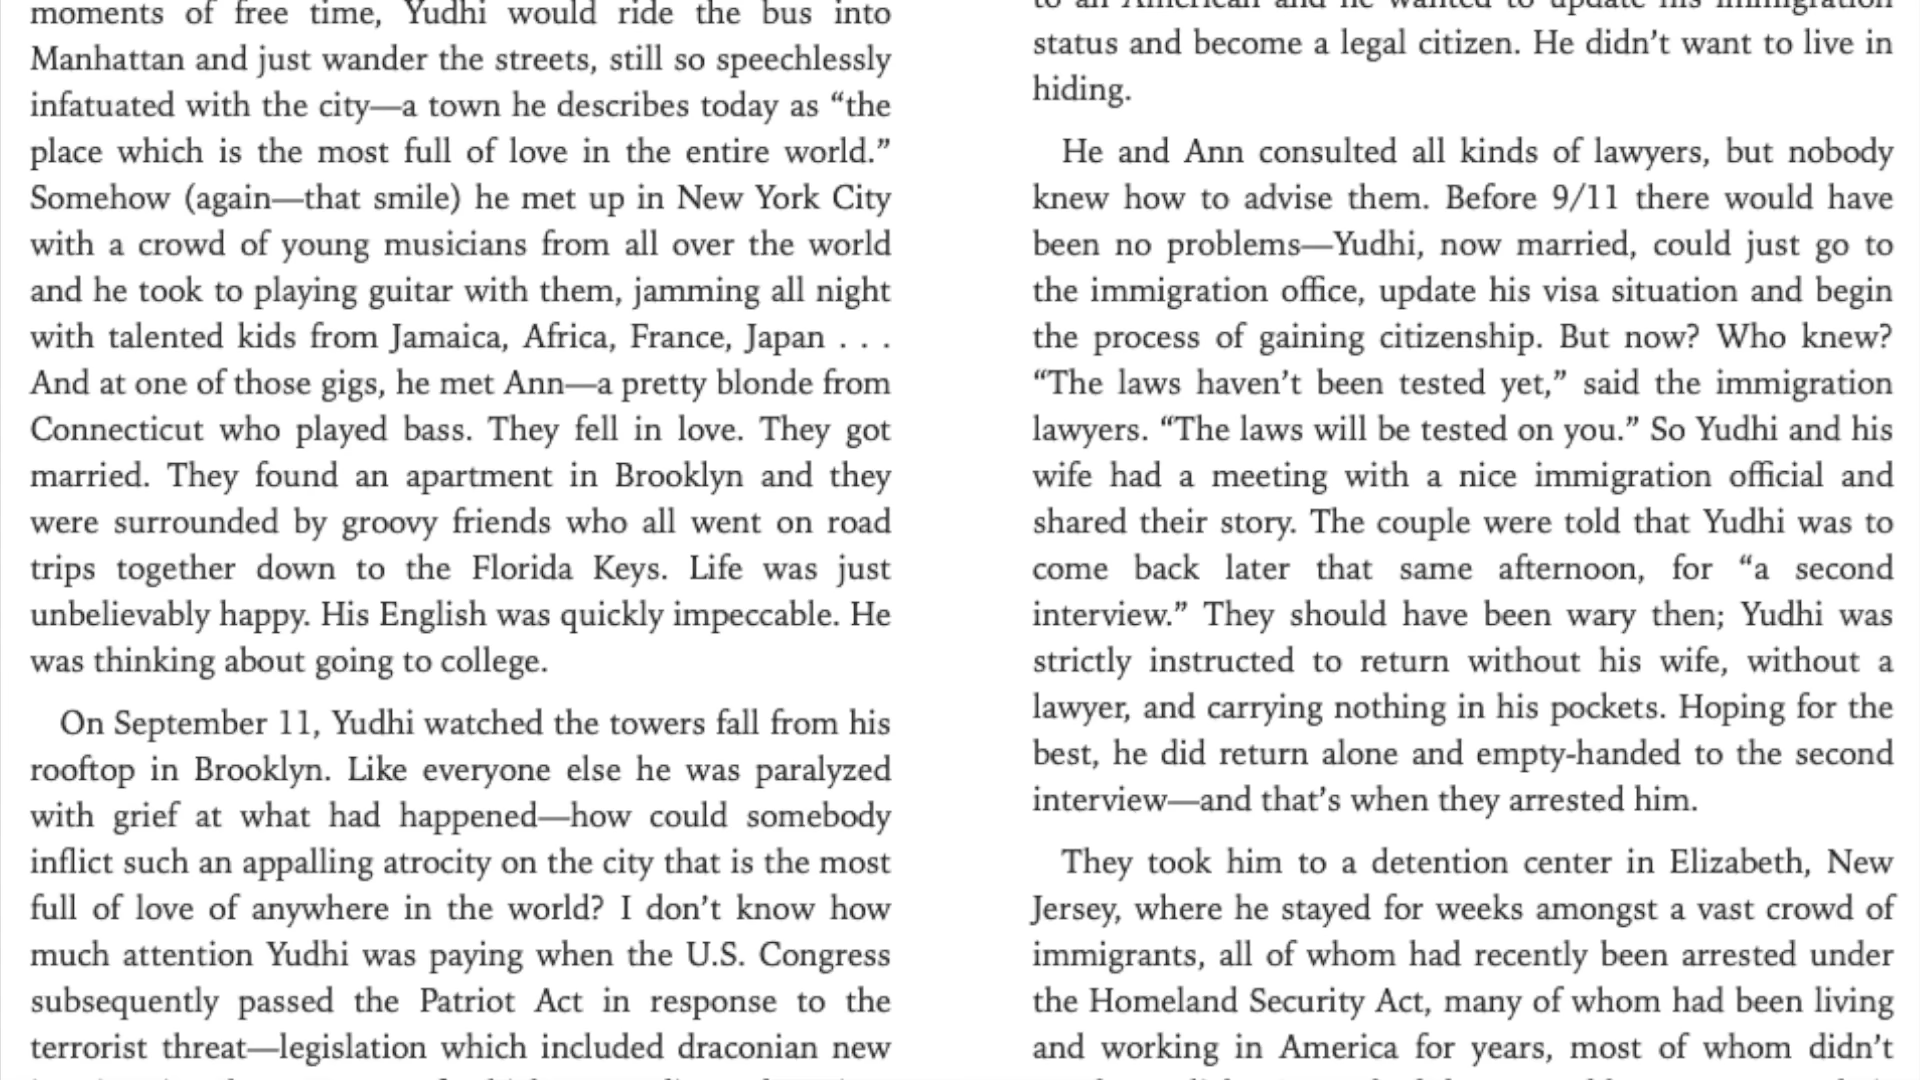 moments of free time, Yudhi would ride the bus into
Manhattan and just wander the streets, still so speechlessly
infatuated with the city—a town he describes today as “the
place which is the most full of love in the entire world.”
Somehow (again—that smile) he met up in New York City
with a crowd of young musicians from all over the world
and he took to playing guitar with them, jamming all night
with talented kids from Jamaica, Africa, France, Japan . . .
And at one of those gigs, he met Ann—a pretty blonde from
Connecticut who played bass. They fell in love. They got
married. They found an apartment in Brooklyn and they
were surrounded by groovy friends who all went on road
trips together down to the Florida Keys. Life was just
unbelievably happy. His English was quickly impeccable. He
was thinking about going to college.
On September 11, Yudhi watched the towers fall from his
rooftop in Brooklyn. Like everyone else he was paralyzed
with grief at what had happened—how could somebody
inflict such an appalling atrocity on the city that is the most
full of love of anywhere in the world? I don’t know how
much attention Yudhi was paying when the U.S. Congress
subsequently passed the Patriot Act in response to the
terrorist threat—legislation which included draconian new
to an American and he wanted to update his immigration
status and become a legal citizen. He didn’t want to live in
hiding.
He and Ann consulted all kinds of lawyers, but nobody
knew how to advise them. Before 9/11 there would have
been no problems—Yudhi, now married, could just go to
the immigration office, update his visa situation and begin
the process of gaining citizenship. But now? Who knew?
“The laws haven’t been tested yet,” said the immigration
lawyers. “The laws will be tested on you.” So Yudhi and his
wife had a meeting with a nice immigration official and
shared their story. The couple were told that Yudhi was to
come back later that same afternoon, for “a second
interview.” They should have been wary then; Yudhi was
strictly instructed to return without his wife, without a
lawyer, and carrying nothing in his pockets. Hoping for the
best, he did return alone and empty-handed to the second
interview—and that’s when they arrested him.
They took him to a detention center in Elizabeth, New
Jersey, where he stayed for weeks amongst a vast crowd of
immigrants, all of whom had recently been arrested under
the Homeland Security Act, many of whom had been living
and working in America for years, most of whom didn’t